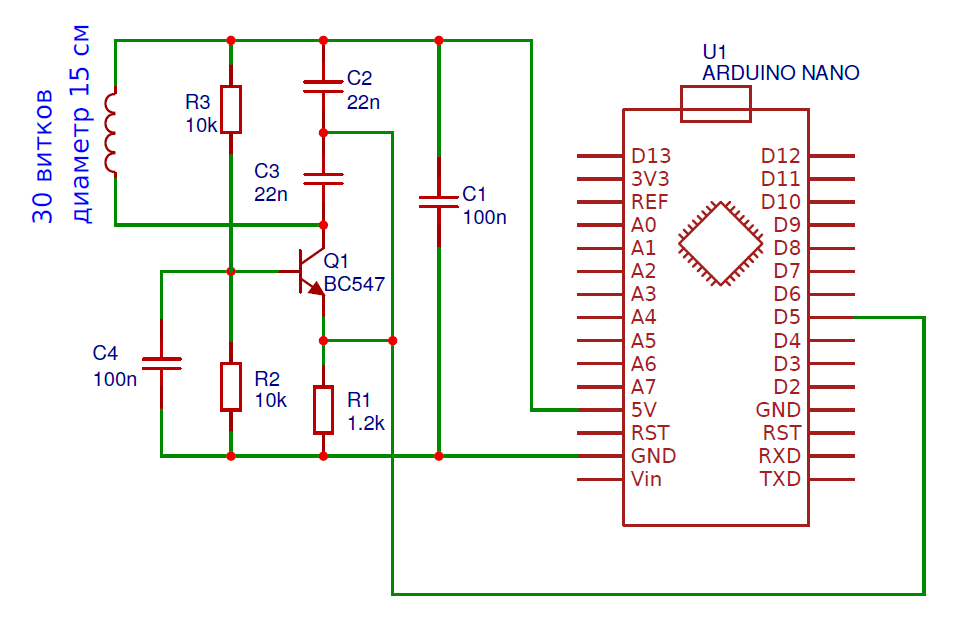 30 витков
диаметр 15 см
R3
10k
C2
22n
C3
22n
C1
100n
Q1
BC547
C4
100n
R2
10k
R1
1.2k
U1
ARDUINO NANO
D13
3V3
REF
A0
A1
A2
A3
A4
A5
A6
A7
5V
RST
GND
Vin
D12
D11
D10
D9
D8
D7
D6
D5
D4
D3
D2
GND
RST
RXD
TXD